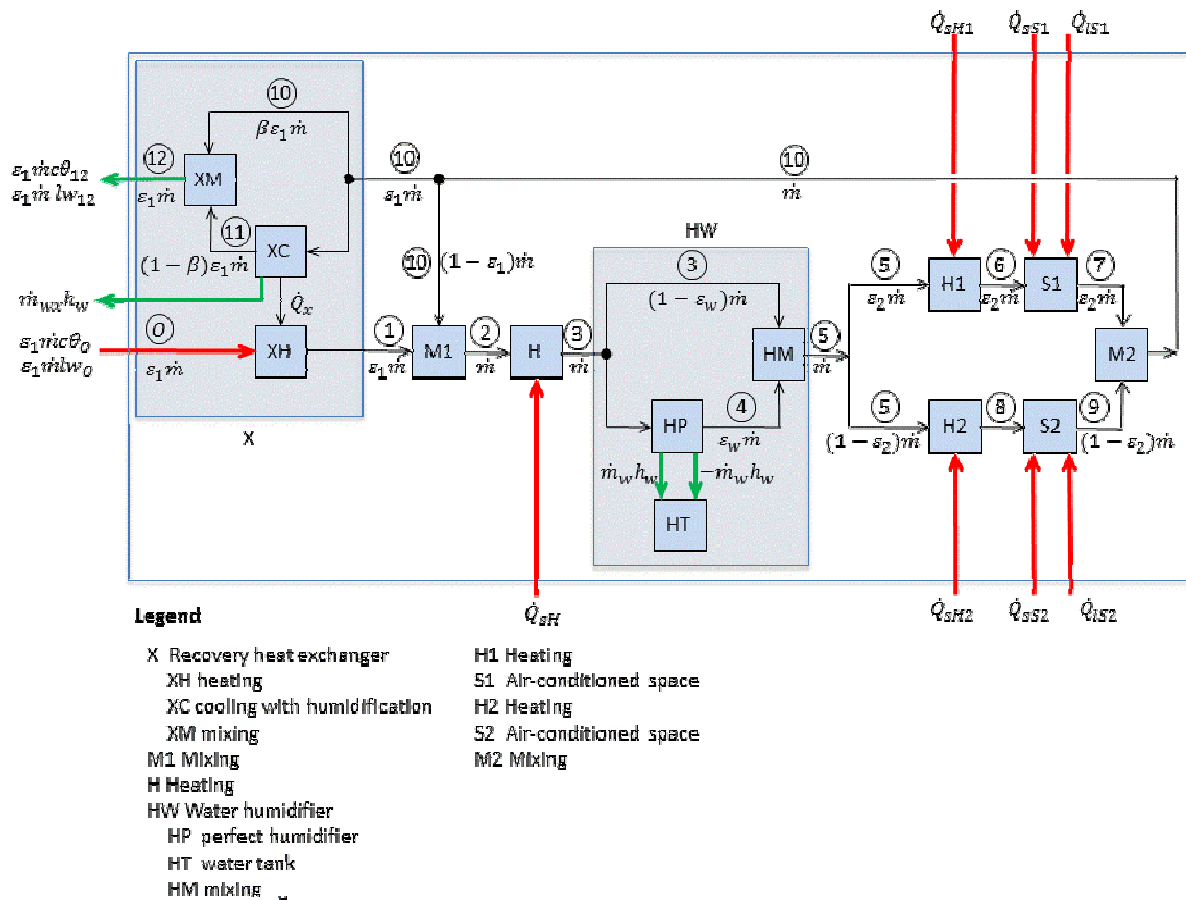 Q̇sH1 Q̇sS1 Q̇lS1
⑩
βε₁ṁ
⑫ XM ⑩ ⑩
ε₁ṁcθ₁₂
ε₁ṁ lw₁₂
ε₁ṁ ε₁ṁ ṁ
⑪ XC HW
(1 − β)ε₁ṁ ⑩ (1 − ε₁)ṁ ③ ⑤ H1 ⑥ S1 ⑦
ṁwxhw Q̇x (1 − εw)ṁ ε₂ṁ ε₂ṁ ε₂ṁ
ε₁ṁcθ₀
ε₁ṁlw₀
⓪ XH ① M1 ② H ③ HM ⑤ M2
ε₁ṁ ε₁ṁ ṁ ṁ ṁ
X HP ④ ⑤ H2 ⑧ S2 ⑨
εwṁ (1 − ε₂)ṁ (1 − ε₂)ṁ
ṁwhw −ṁwhw
HT
Legend Q̇sH Q̇sH2 Q̇sS2 Q̇lS2
X Recovery heat exchanger
XH heating
XC cooling with humidification
XM mixing
M1 Mixing
H Heating
HW Water humidifier
HP perfect humidifier
HT water tank
HM mixing
H1 Heating
S1 Air-conditioned space
H2 Heating
S2 Air-conditioned space
M2 Mixing